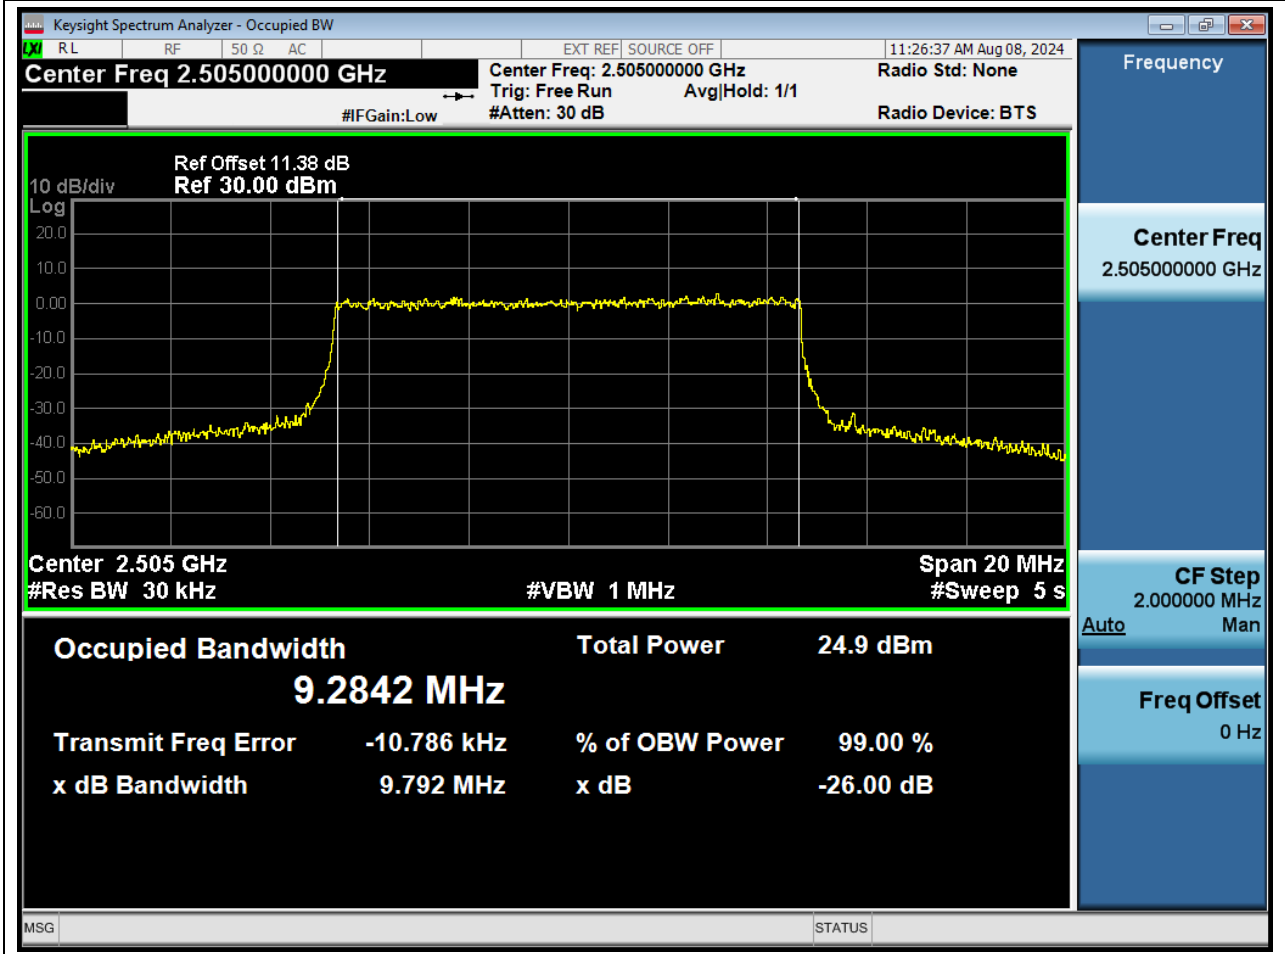 Keysight Spectrum Analyzer - Occupied BW
LXI RL RF 50 Ω AC EXT REF SOURCE OFF 11:26:37 AM Aug 08, 2024
Center Freq 2.505000000 GHz
Center Freq: 2.505000000 GHz
Radio Std: None
Trig: Free Run Avg|Hold: 1/1
#IFGain:Low
#Atten: 30 dB
Radio Device: BTS
Ref Offset 11.38 dB
10 dB/div Ref 30.00 dBm
Log
20.0
10.0
0.00
-10.0
-20.0
-30.0
-40.0
-50.0
-60.0
Center 2.505 GHz Span 20 MHz
#Res BW 30 kHz #VBW 1 MHz #Sweep 5 s
Occupied Bandwidth Total Power 24.9 dBm
9.2842 MHz
Transmit Freq Error -10.786 kHz % of OBW Power 99.00 %
x dB Bandwidth 9.792 MHz x dB -26.00 dB
Frequency
Center Freq
2.505000000 GHz
CF Step
2.000000 MHz
Auto Man
Freq Offset
0 Hz
MSG STATUS